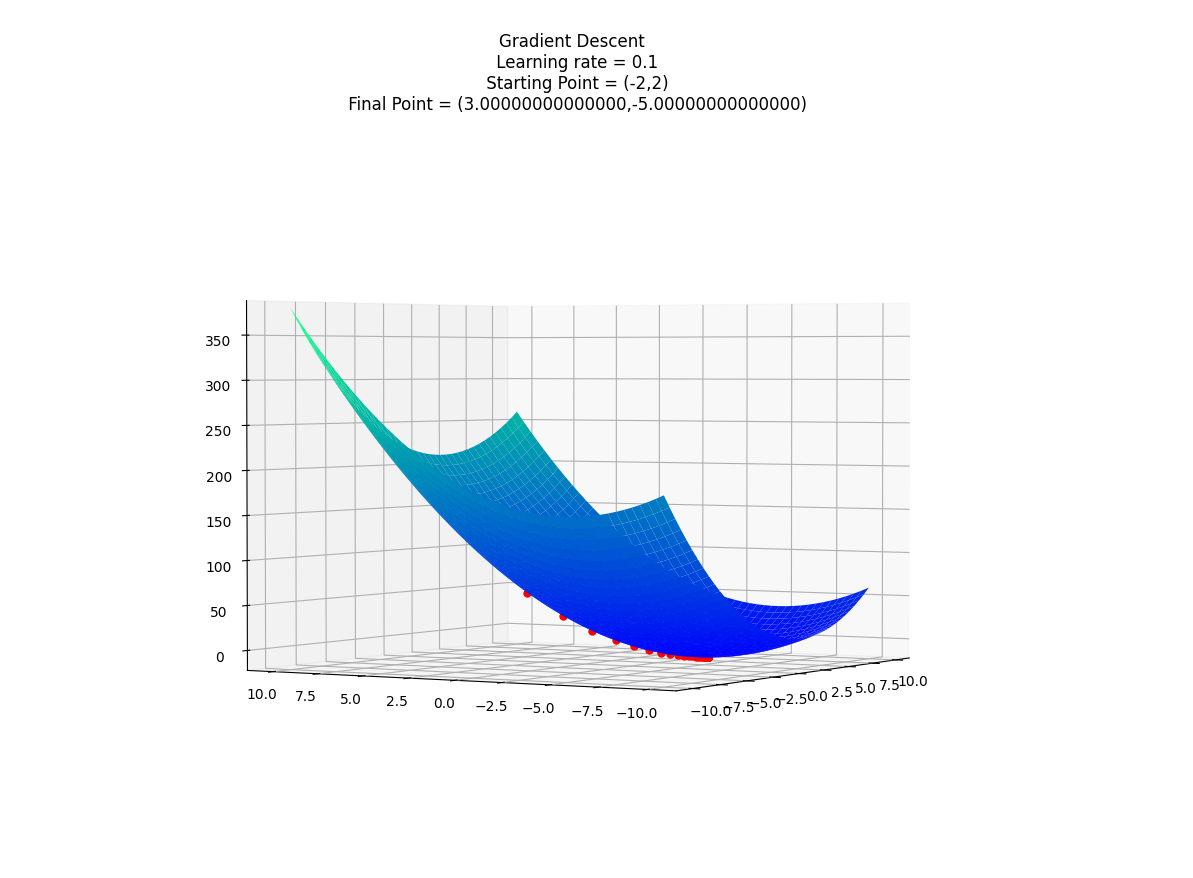 Gradient Descent
Learning rate = 0.1
Starting Point = (-2,2)
Final Point = (3.00000000000000,-5.00000000000000)
350
300
250
200
150
100
50
0
10.0 7.5 5.0 2.5 0.0 −2.5 −5.0 −7.5 −10.0
−10.0 −7.5 −5.0 −2.5 0.0 2.5 5.0 7.5 10.0